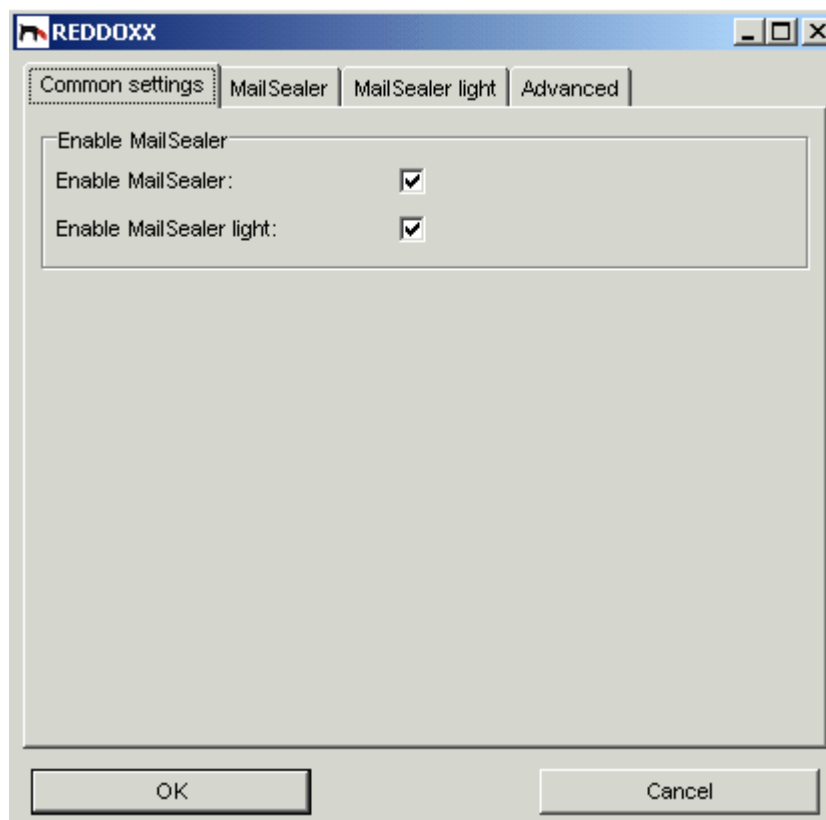 REDDOXX
Common settings MailSealer MailSealer light Advanced
Enable MailSealer
Enable MailSealer:
Enable MailSealer light:
OK Cancel